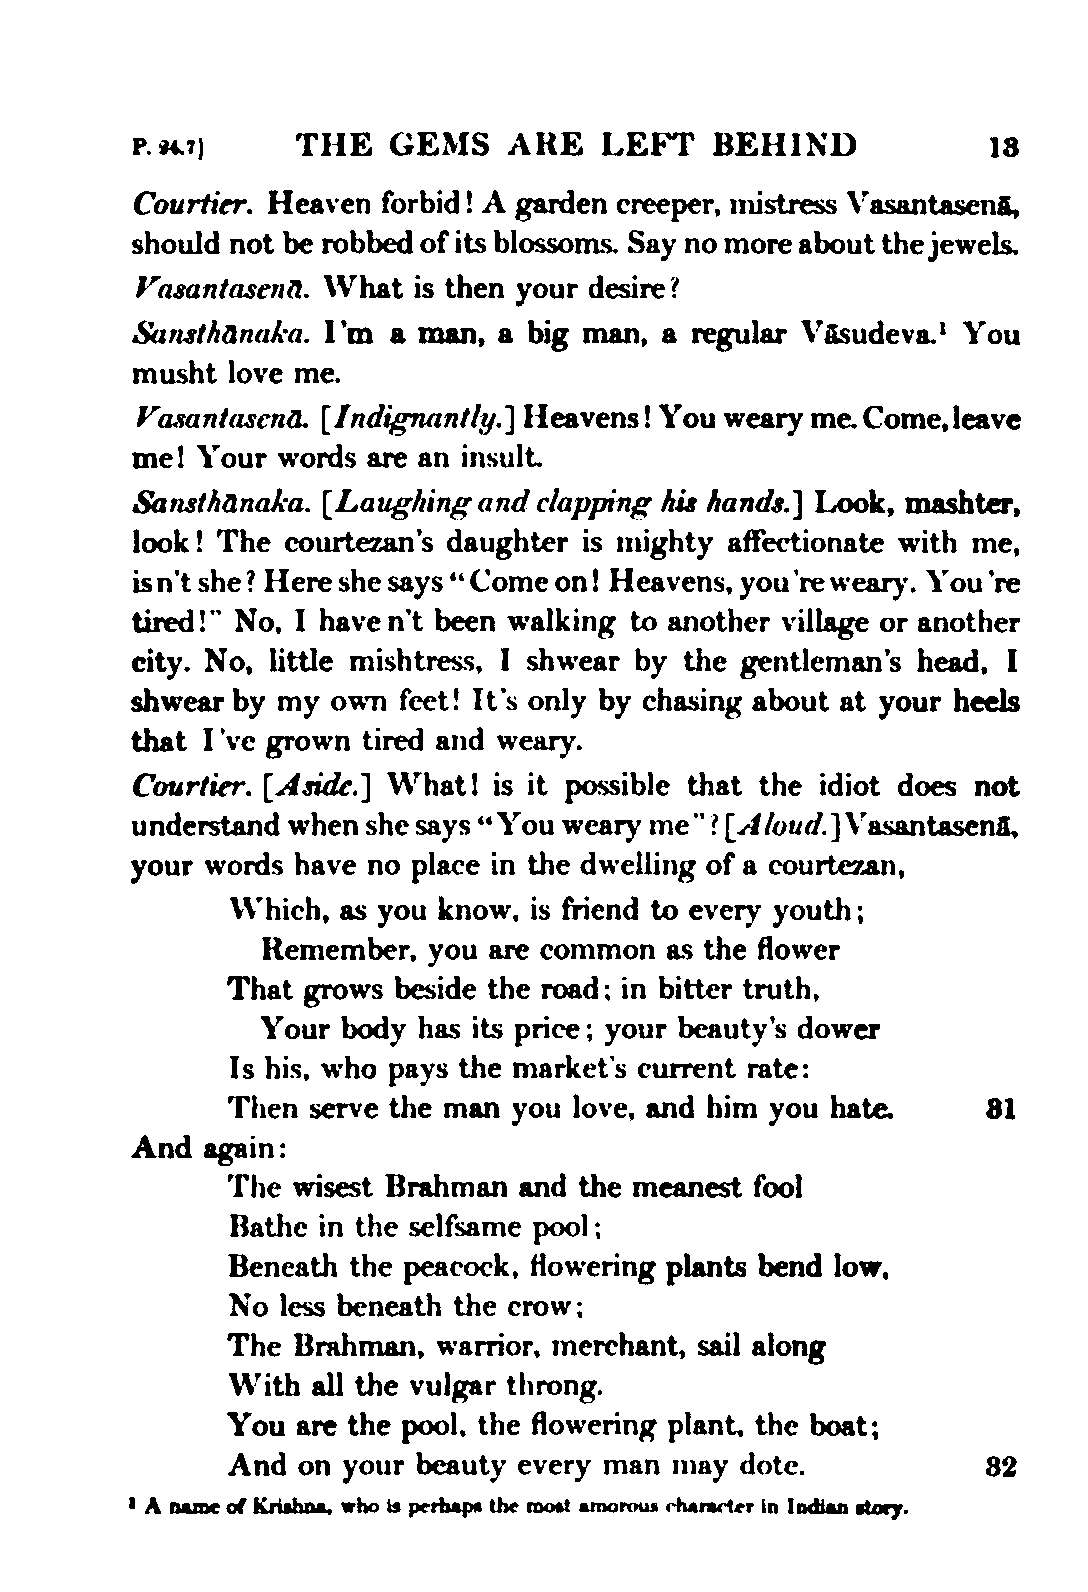 P. 24.7] THE GEMS ARE LEFT BEHIND 13
Courtier. Heaven forbid! A garden creeper, mistress Vasantasenā,
should not be robbed of its blossoms. Say no more about the jewels.
Vasantasenā. What is then your desire?
Sansthānaka. I'm a man, a big man, a regular Vāsudeva.¹ You
musht love me.
Vasantasenā. [Indignantly.] Heavens! You weary me. Come, leave
me! Your words are an insult.
Sansthānaka. [Laughing and clapping his hands.] Look, mashter,
look! The courtezan's daughter is mighty affectionate with me,
isn't she? Here she says "Come on! Heavens, you're weary. You're
tired!" No, I haven't been walking to another village or another
city. No, little mishtress, I shwear by the gentleman's head, I
shwear by my own feet! It's only by chasing about at your heels
that I've grown tired and weary.
Courtier. [Aside.] What! is it possible that the idiot does not
understand when she says "You weary me"? [Aloud.] Vasantasenā,
your words have no place in the dwelling of a courtezan,
Which, as you know, is friend to every youth;
Remember, you are common as the flower
That grows beside the road; in bitter truth,
Your body has its price; your beauty's dower
Is his, who pays the market's current rate:
Then serve the man you love, and him you hate. 31
And again:
The wisest Brahman and the meanest fool
Bathe in the selfsame pool;
Beneath the peacock, flowering plants bend low,
No less beneath the crow;
The Brahman, warrior, merchant, sail along
With all the vulgar throng.
You are the pool, the flowering plant, the boat;
And on your beauty every man may dote. 32
¹ A name of Krishna, who is perhaps the most amorous character in Indian story.